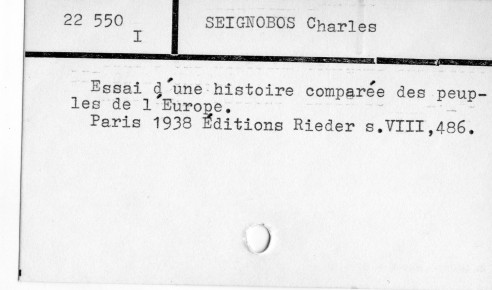 22 550
I
SEIGNOBOS Charles
Essai d'une histoire comparée des peup-
les de l'Europe.
Paris 1938 Éditions Rieder s.VIII,486.